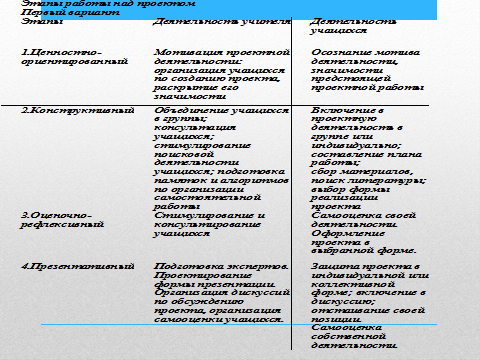 Этапы работы над проектом
Первый вариант
Этапы
Деятельность учителя
Деятельность
учащихся
1.Ценностно-
ориентированный
Мотивация проектной
деятельности:
организация учащихся
по созданию проекта,
раскрытие его
значимости
Осознание мотива
деятельности,
значимости
предстоящей
проектной работы
2.Конструктивный
Объединение учащихся
в группы;
консультация
учащихся;
стимулирование
поисковой
деятельности
учащихся; подготовка
памяток и алгоритмов
по организации
самостоятельной
работы
Включение в
проектную
деятельность в
группе или
индивидуально;
составление плана
работы;
сбор материалов,
поиск литературы;
выбор формы
реализации
проекта
3.Оценочно-
рефлексивный
Стимулирование и
консультирование
учащихся
Самооценка своей
деятельности.
Оформление
проекта в
выбранной форме.
4.Презентативный
Подготовка экспертов.
Проектирование
формы презентации.
Организация дискуссий
по обсуждению
проекта, организация
самооценки учащихся.
Защита проекта в
индивидуальной или
коллективной
форме; включение в
дискуссию;
отстаивание своей
позиции.
Самооценка
собственной
деятельности.